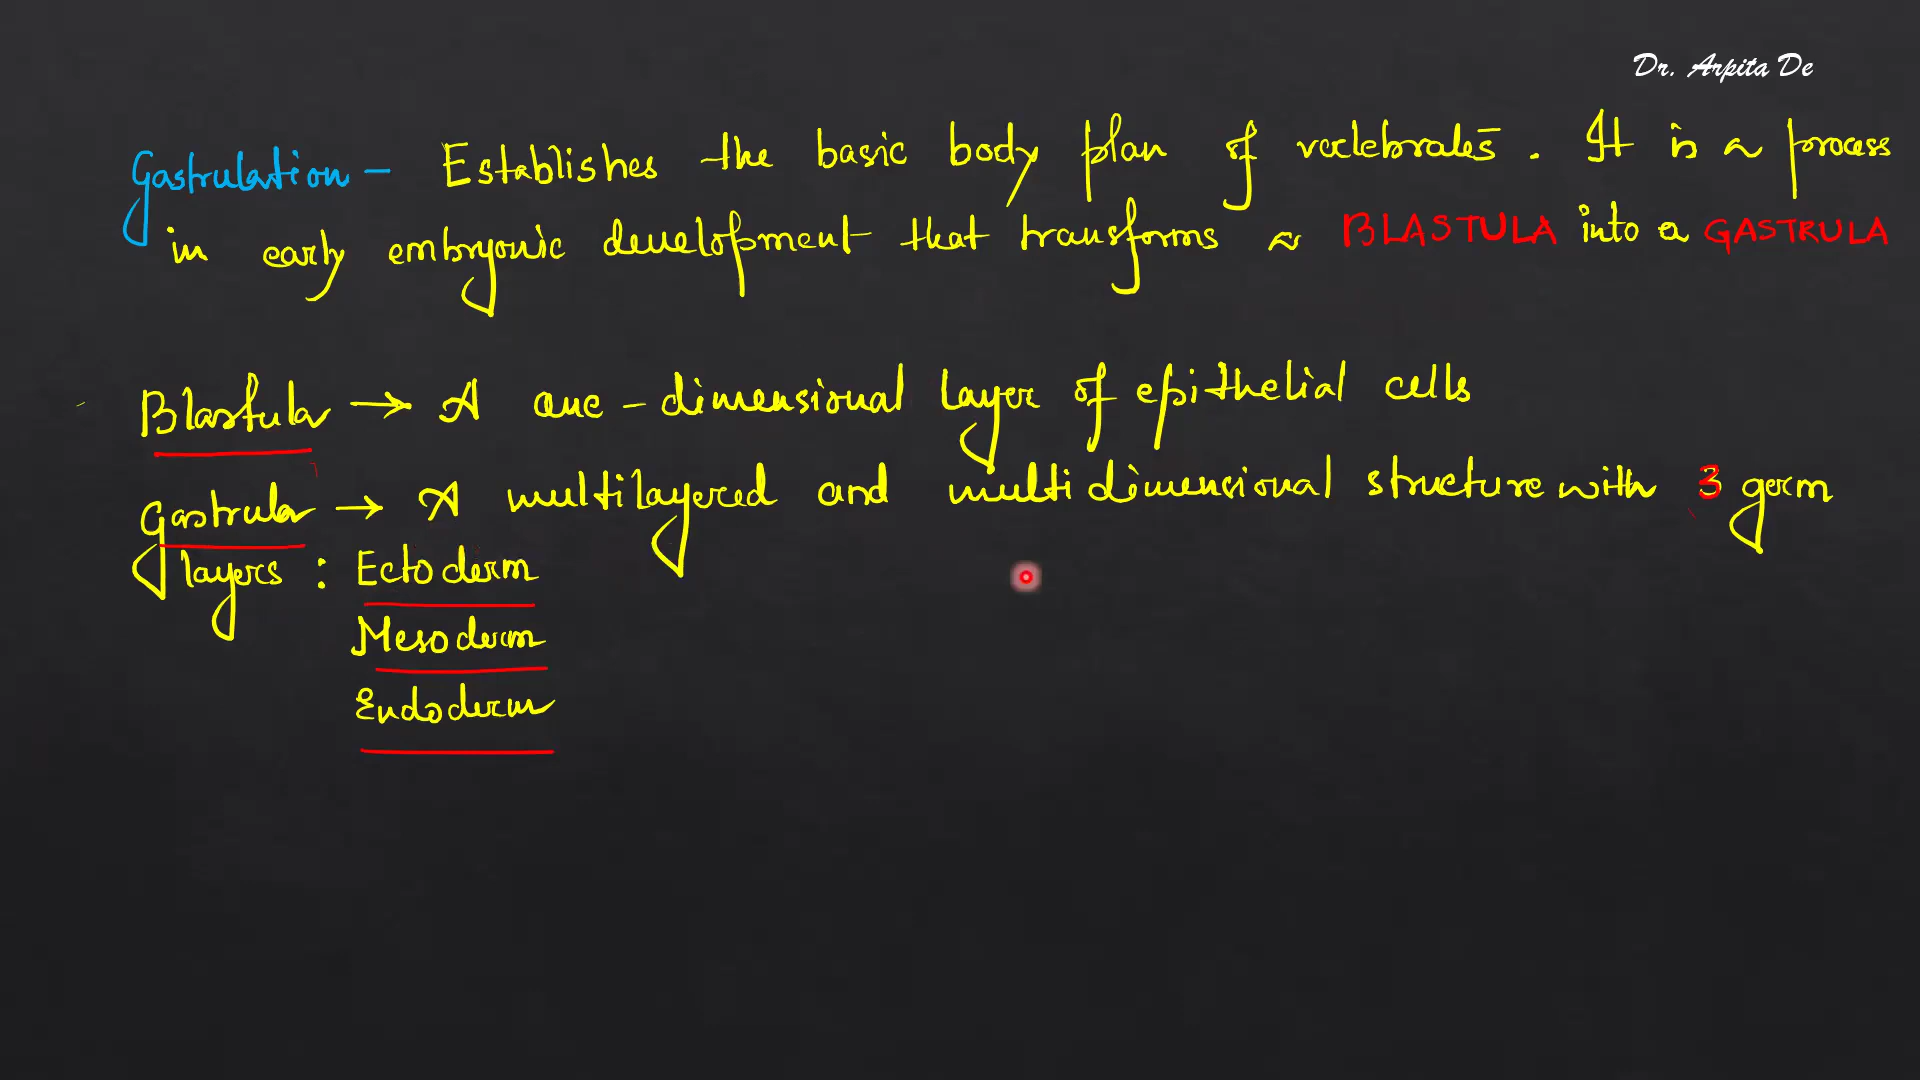 Dr. Arpita De
Gastrulation – Establishes the basic body plan of vertebrates. It is a process
in early embryonic development that transforms a BLASTULA into a GASTRULA
Blastula → A one-dimensional layer of epithelial cells
Gastrula → A multilayered and multidimensional structure with 3 germ
layers : Ectoderm
Mesoderm
Endoderm